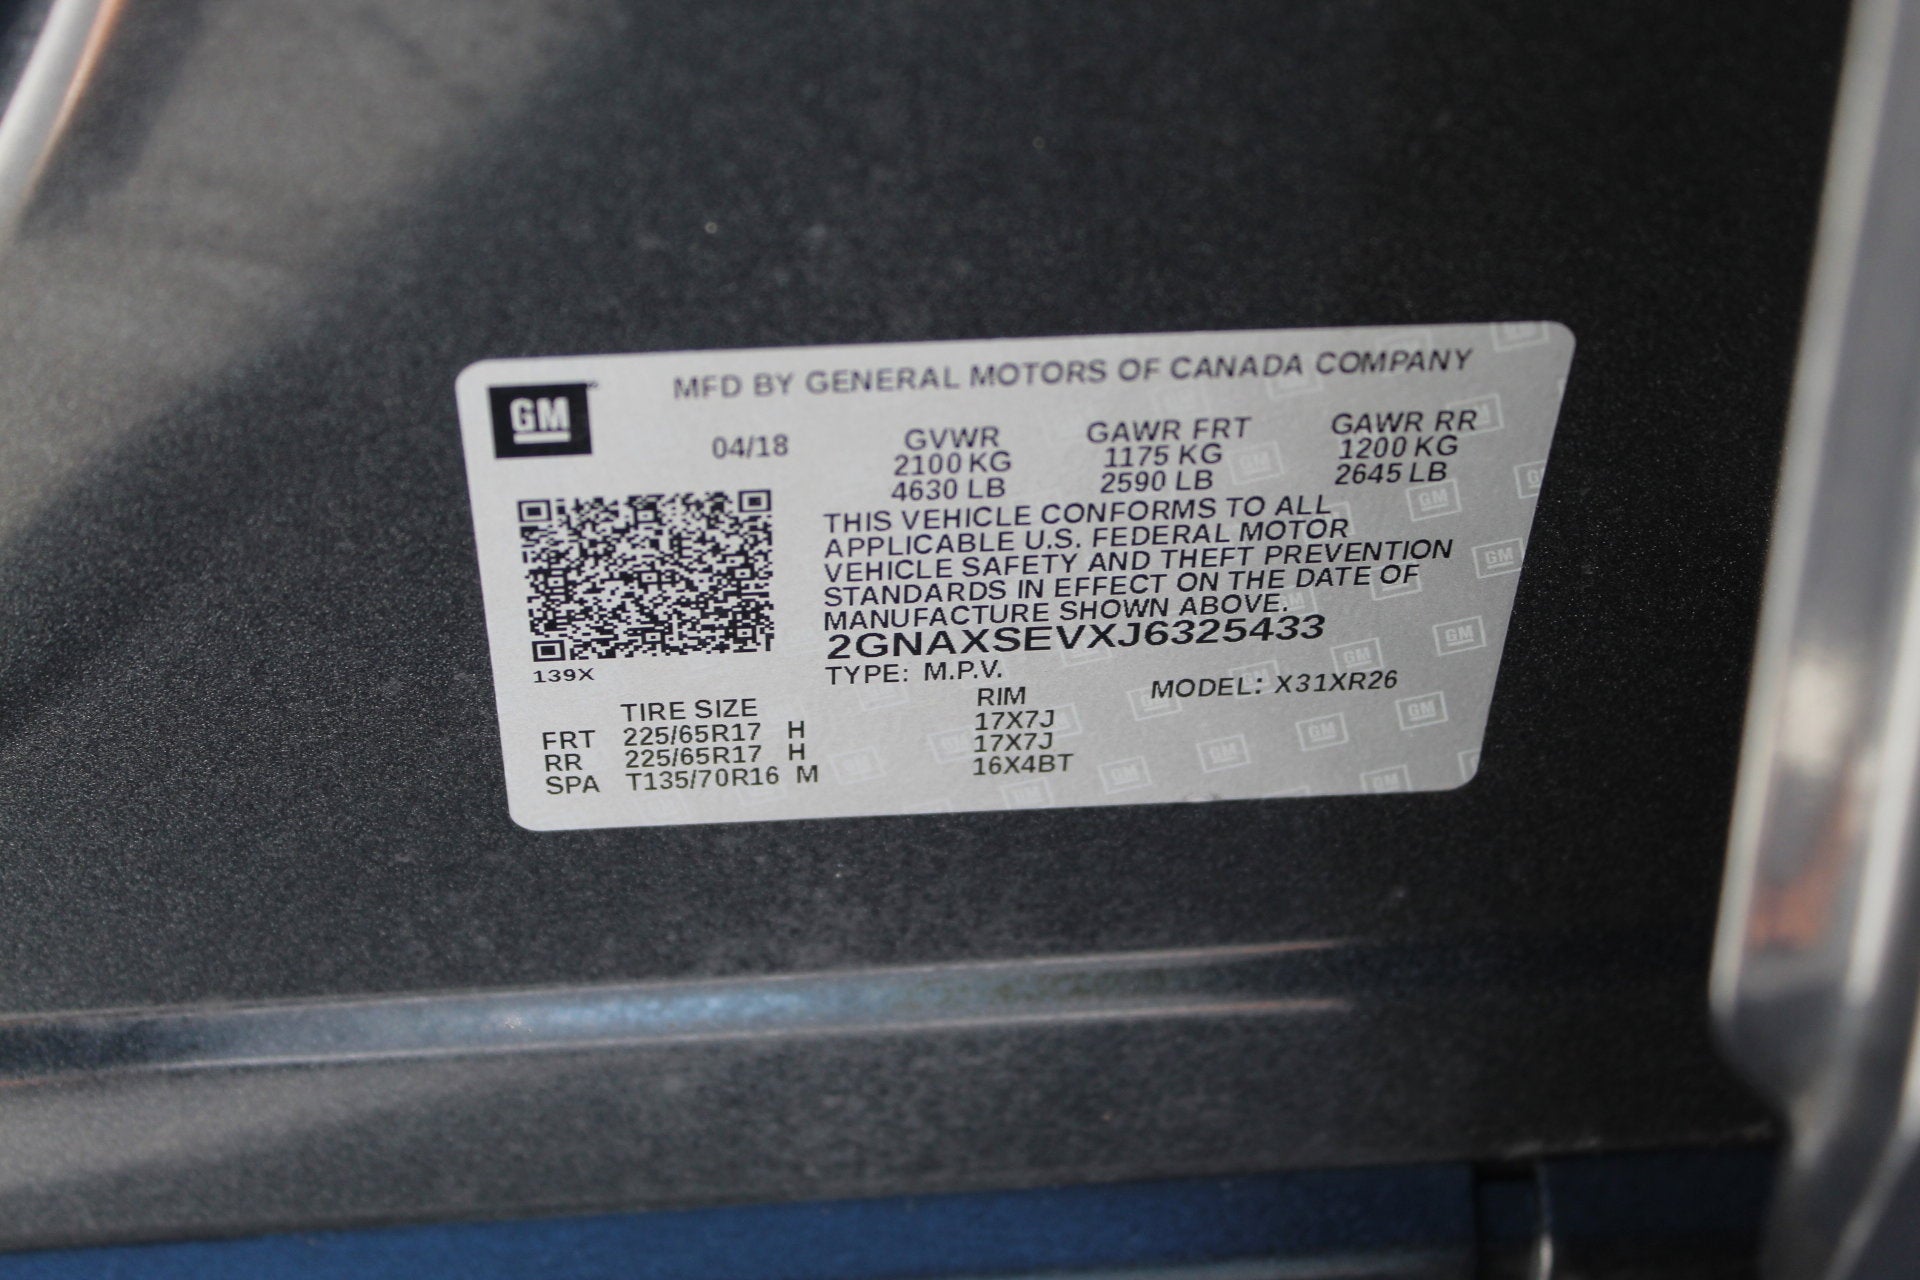 GM
MFD BY GENERAL MOTORS OF CANADA COMPANY
04/18 GVWR GAWR FRT GAWR RR
2100 KG 1175 KG 1200 KG
4630 LB 2590 LB 2645 LB
THIS VEHICLE CONFORMS TO ALL
APPLICABLE U.S. FEDERAL MOTOR
VEHICLE SAFETY AND THEFT PREVENTION
STANDARDS IN EFFECT ON THE DATE OF
MANUFACTURE SHOWN ABOVE.
2GNAXSEVXJ6325433
139X
TYPE: M.P.V. MODEL: X31XR26
TIRE SIZE RIM
FRT 225/65R17 H 17X7J
RR 225/65R17 H 17X7J
SPA T135/70R16 M 16X4BT